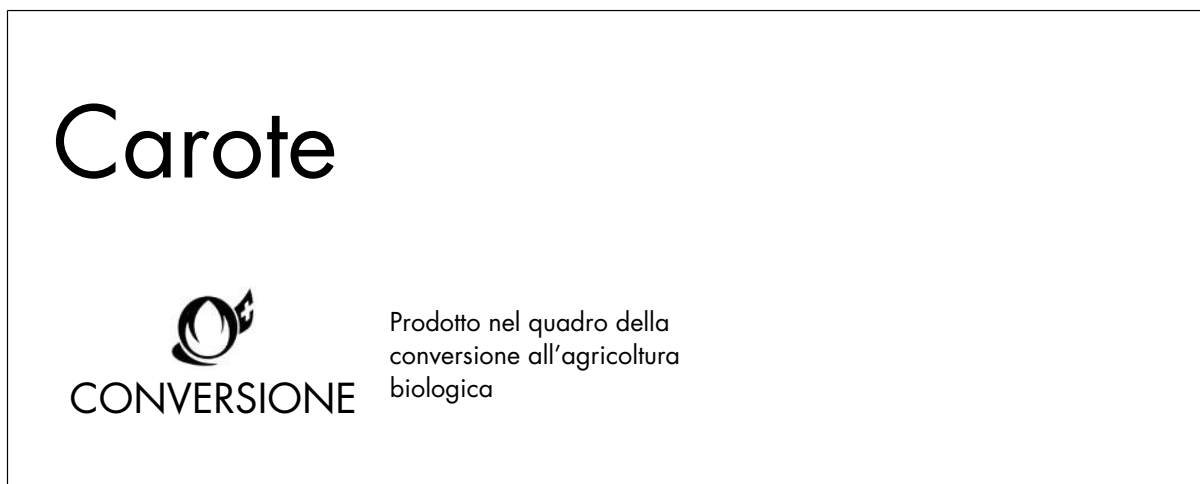 Carote
CONVERSIONE
Prodotto nel quadro della
conversione all’agricoltura
biologica